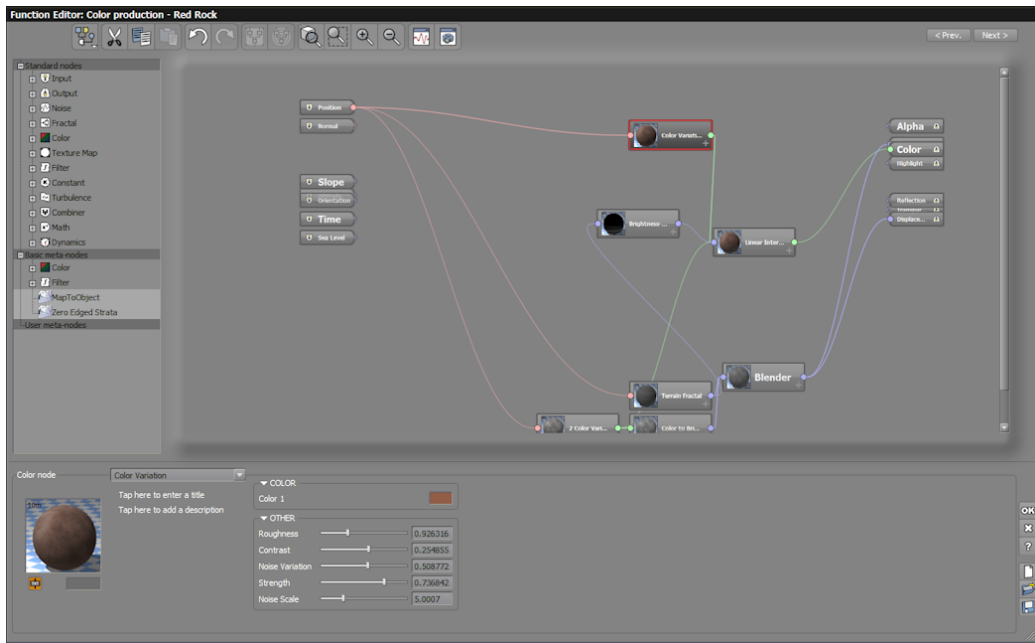 Function Editor: Color production - Red Rock
< Prev.
Next >
Standard nodes
Input
Output
Noise
Fractal
Color
Texture Map
Filter
Constant
Turbulence
Combiner
Math
Dynamics
Basic meta-nodes
Color
Filter
MapToObject
Zero Edged Strata
User meta-nodes
Position
Normal
Slope
Orientation
Time
Sea Level
Color Variati...
Brightness ...
Linear Inter...
Terrain Fractal
2 Color Vari...
Color to Bri...
Blender
Alpha
Color
Highlight
Reflection
Displace...
Color node
Color Variation
Tap here to enter a title
Tap here to add a description
10m
COLOR
Color 1
OTHER
Roughness 0.926316
Contrast 0.254855
Noise Variation 0.508772
Strength 0.736842
Noise Scale 5.0007
OK
?